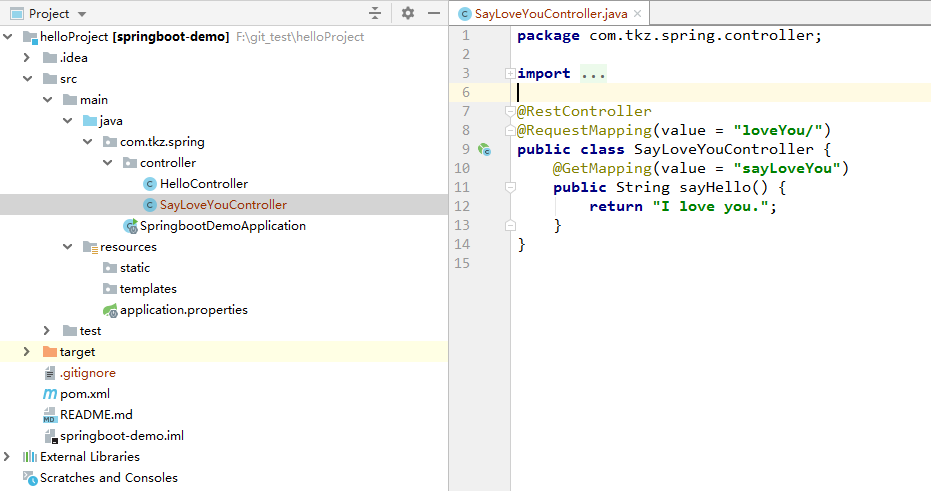 Project
helloProject [springboot-demo] F:\git_test\helloProject
.idea
src
main
java
com.tkz.spring
controller
HelloController
SayLoveYouController
SpringbootDemoApplication
resources
static
templates
application.properties
test
target
.gitignore
pom.xml
README.md
springboot-demo.iml
External Libraries
Scratches and Consoles
SayLoveYouController.java
1 package com.tkz.spring.controller;
2
3 import ...
6
7 @RestController
8 @RequestMapping(value = "loveYou/")
9 public class SayLoveYouController {
10 @GetMapping(value = "sayLoveYou")
11 public String sayHello() {
12 return "I love you.";
13 }
14 }
15